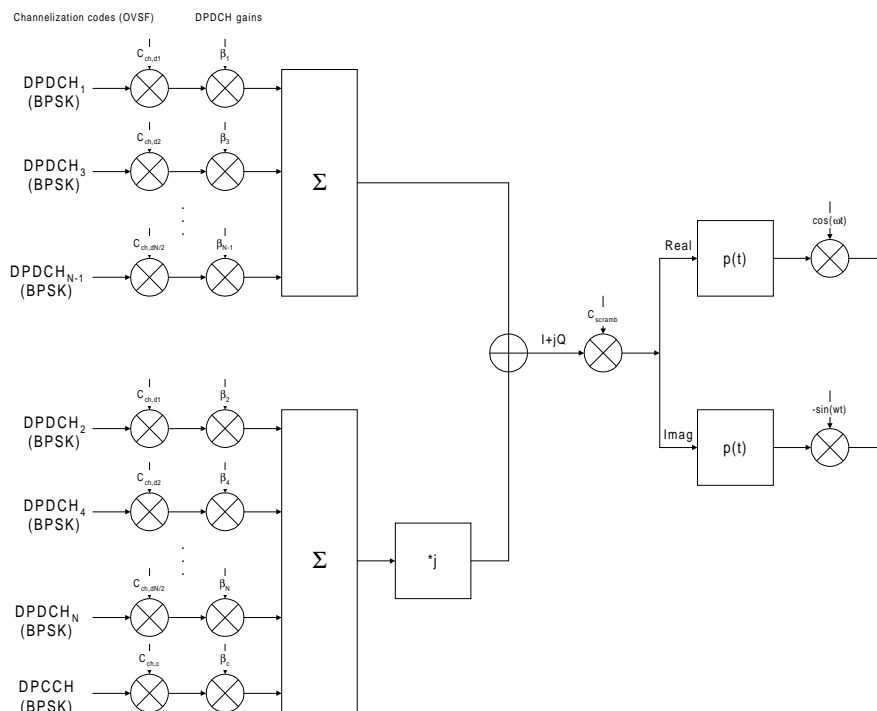 Channelization codes (OVSF) DPDCH gains
C_ch,d1 β_1
DPDCH_1
(BPSK)
C_ch,d2 β_3
DPDCH_3
(BPSK)
. . .
C_ch,dN/2 β_N-1
DPDCH_N-1
(BPSK)
Σ
C_ch,d1 β_2
DPDCH_2
(BPSK)
C_ch,d2 β_4
DPDCH_4
(BPSK)
. . .
C_ch,dN/2 β_N
DPDCH_N
(BPSK)
C_ch,c β_c
DPCCH
(BPSK)
Σ
*j
I+jQ
C_scramb
Real
p(t)
cos(ωt)
Imag
p(t)
-sin(wt)